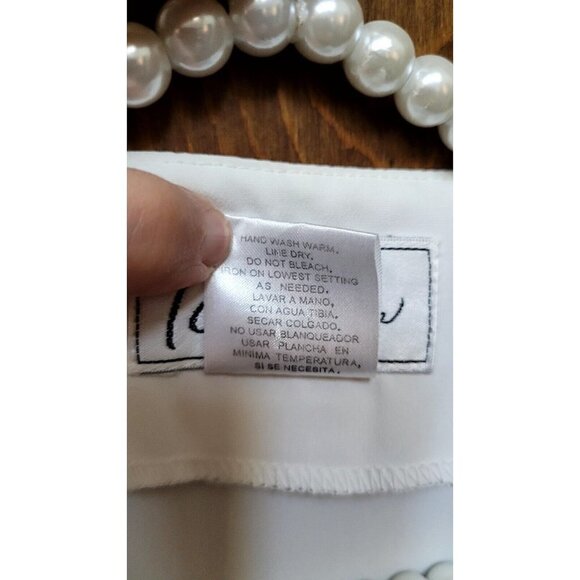 HAND WASH WARM.
LINE DRY.
DO NOT BLEACH.
IRON ON LOWEST SETTING
AS NEEDED.
LAVAR A MANO,
CON AGUA TIBIA.
SECAR COLGADO.
NO USAR BLANQUEADOR
USAR PLANCHA EN
MINIMA TEMPERATURA,
SI SE NECESITA.